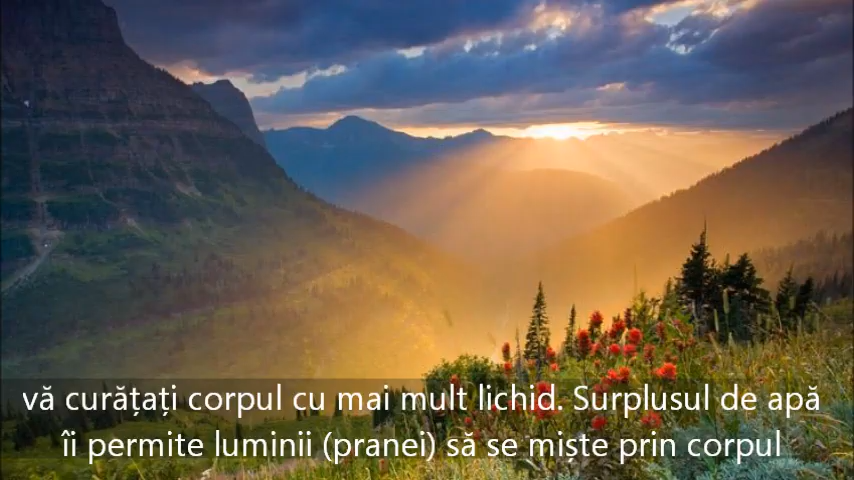 vă curățați corpul cu mai mult lichid. Surplusul de apă
îi permite luminii (pranei) să se miște prin corpul